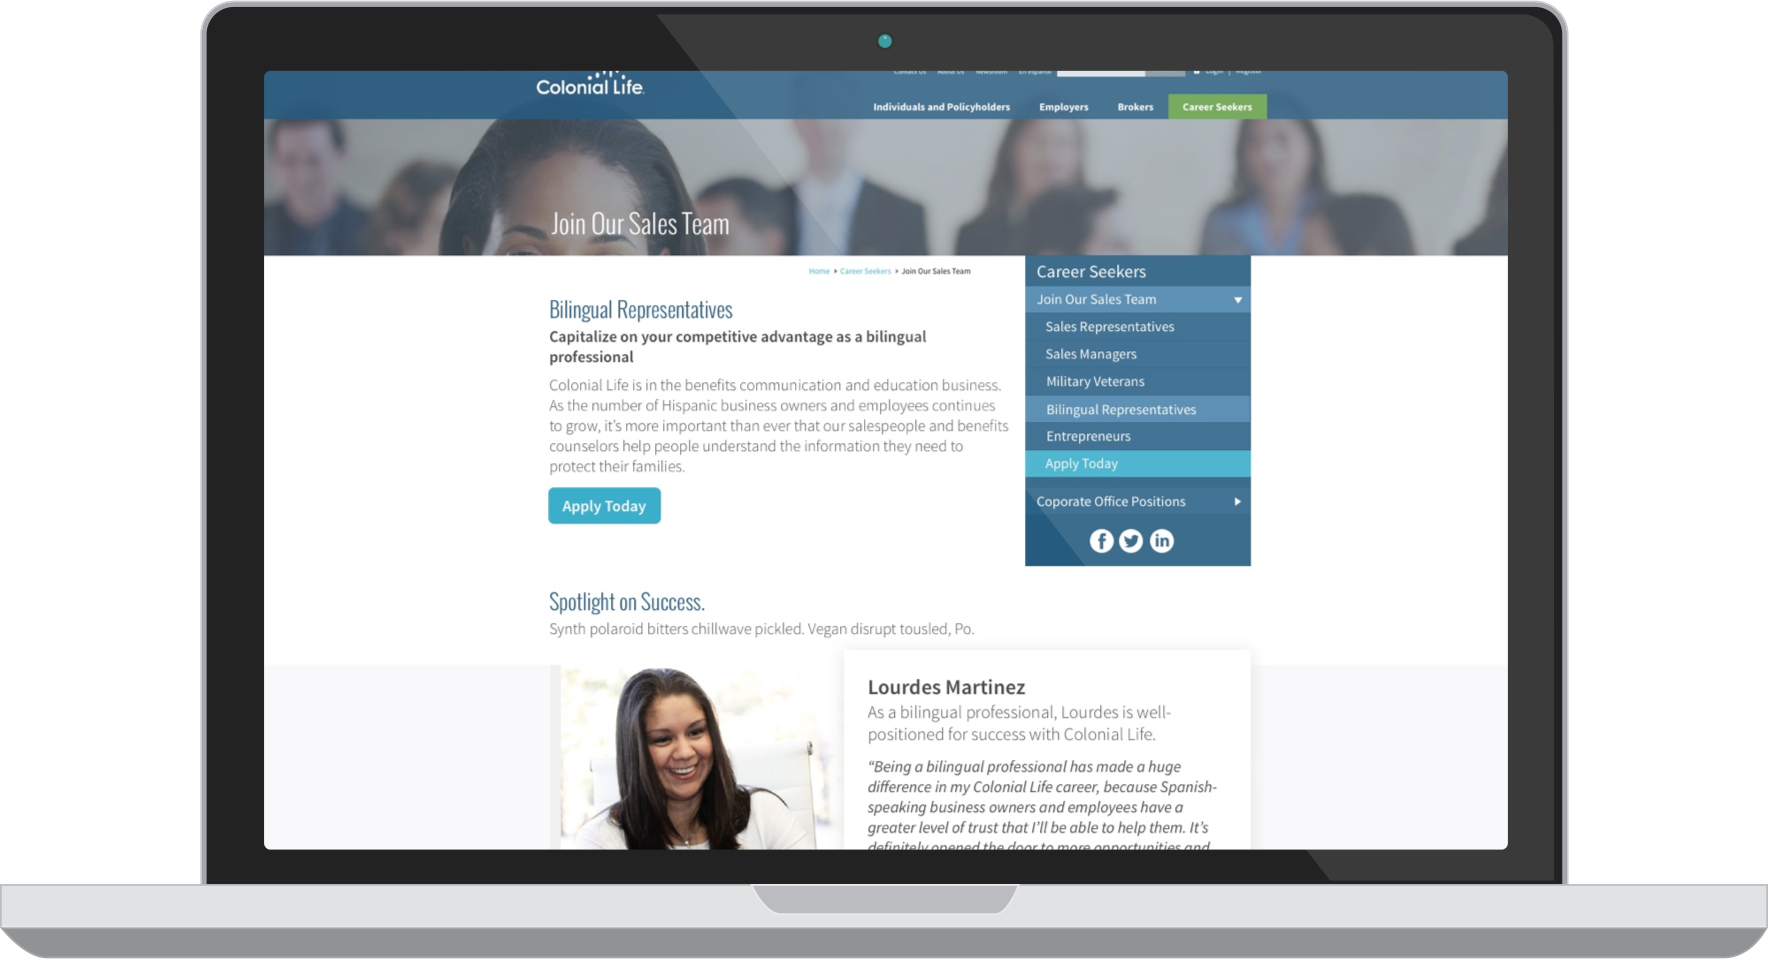 Contact Us About Us Newsroom En Español Login | Register
Colonial Life
Individuals and Policyholders Employers Brokers Career Seekers
Join Our Sales Team
Home Career Seekers Join Our Sales Team
Bilingual Representatives
Capitalize on your competitive advantage as a bilingual
professional
Colonial Life is in the benefits communication and education business.
As the number of Hispanic business owners and employees continues
to grow, it's more important than ever that our salespeople and benefits
counselors help people understand the information they need to
protect their families.
Apply Today
Career Seekers
Join Our Sales Team
Sales Representatives
Sales Managers
Military Veterans
Bilingual Representatives
Entrepreneurs
Apply Today
Coporate Office Positions
Spotlight on Success.
Synth polaroid bitters chillwave pickled. Vegan disrupt tousled, Po.
Lourdes Martinez
As a bilingual professional, Lourdes is well-
positioned for success with Colonial Life.
“Being a bilingual professional has made a huge
difference in my Colonial Life career, because Spanish-
speaking business owners and employees have a
greater level of trust that I'll be able to help them. It's
definitely opened the door to more opportunities and